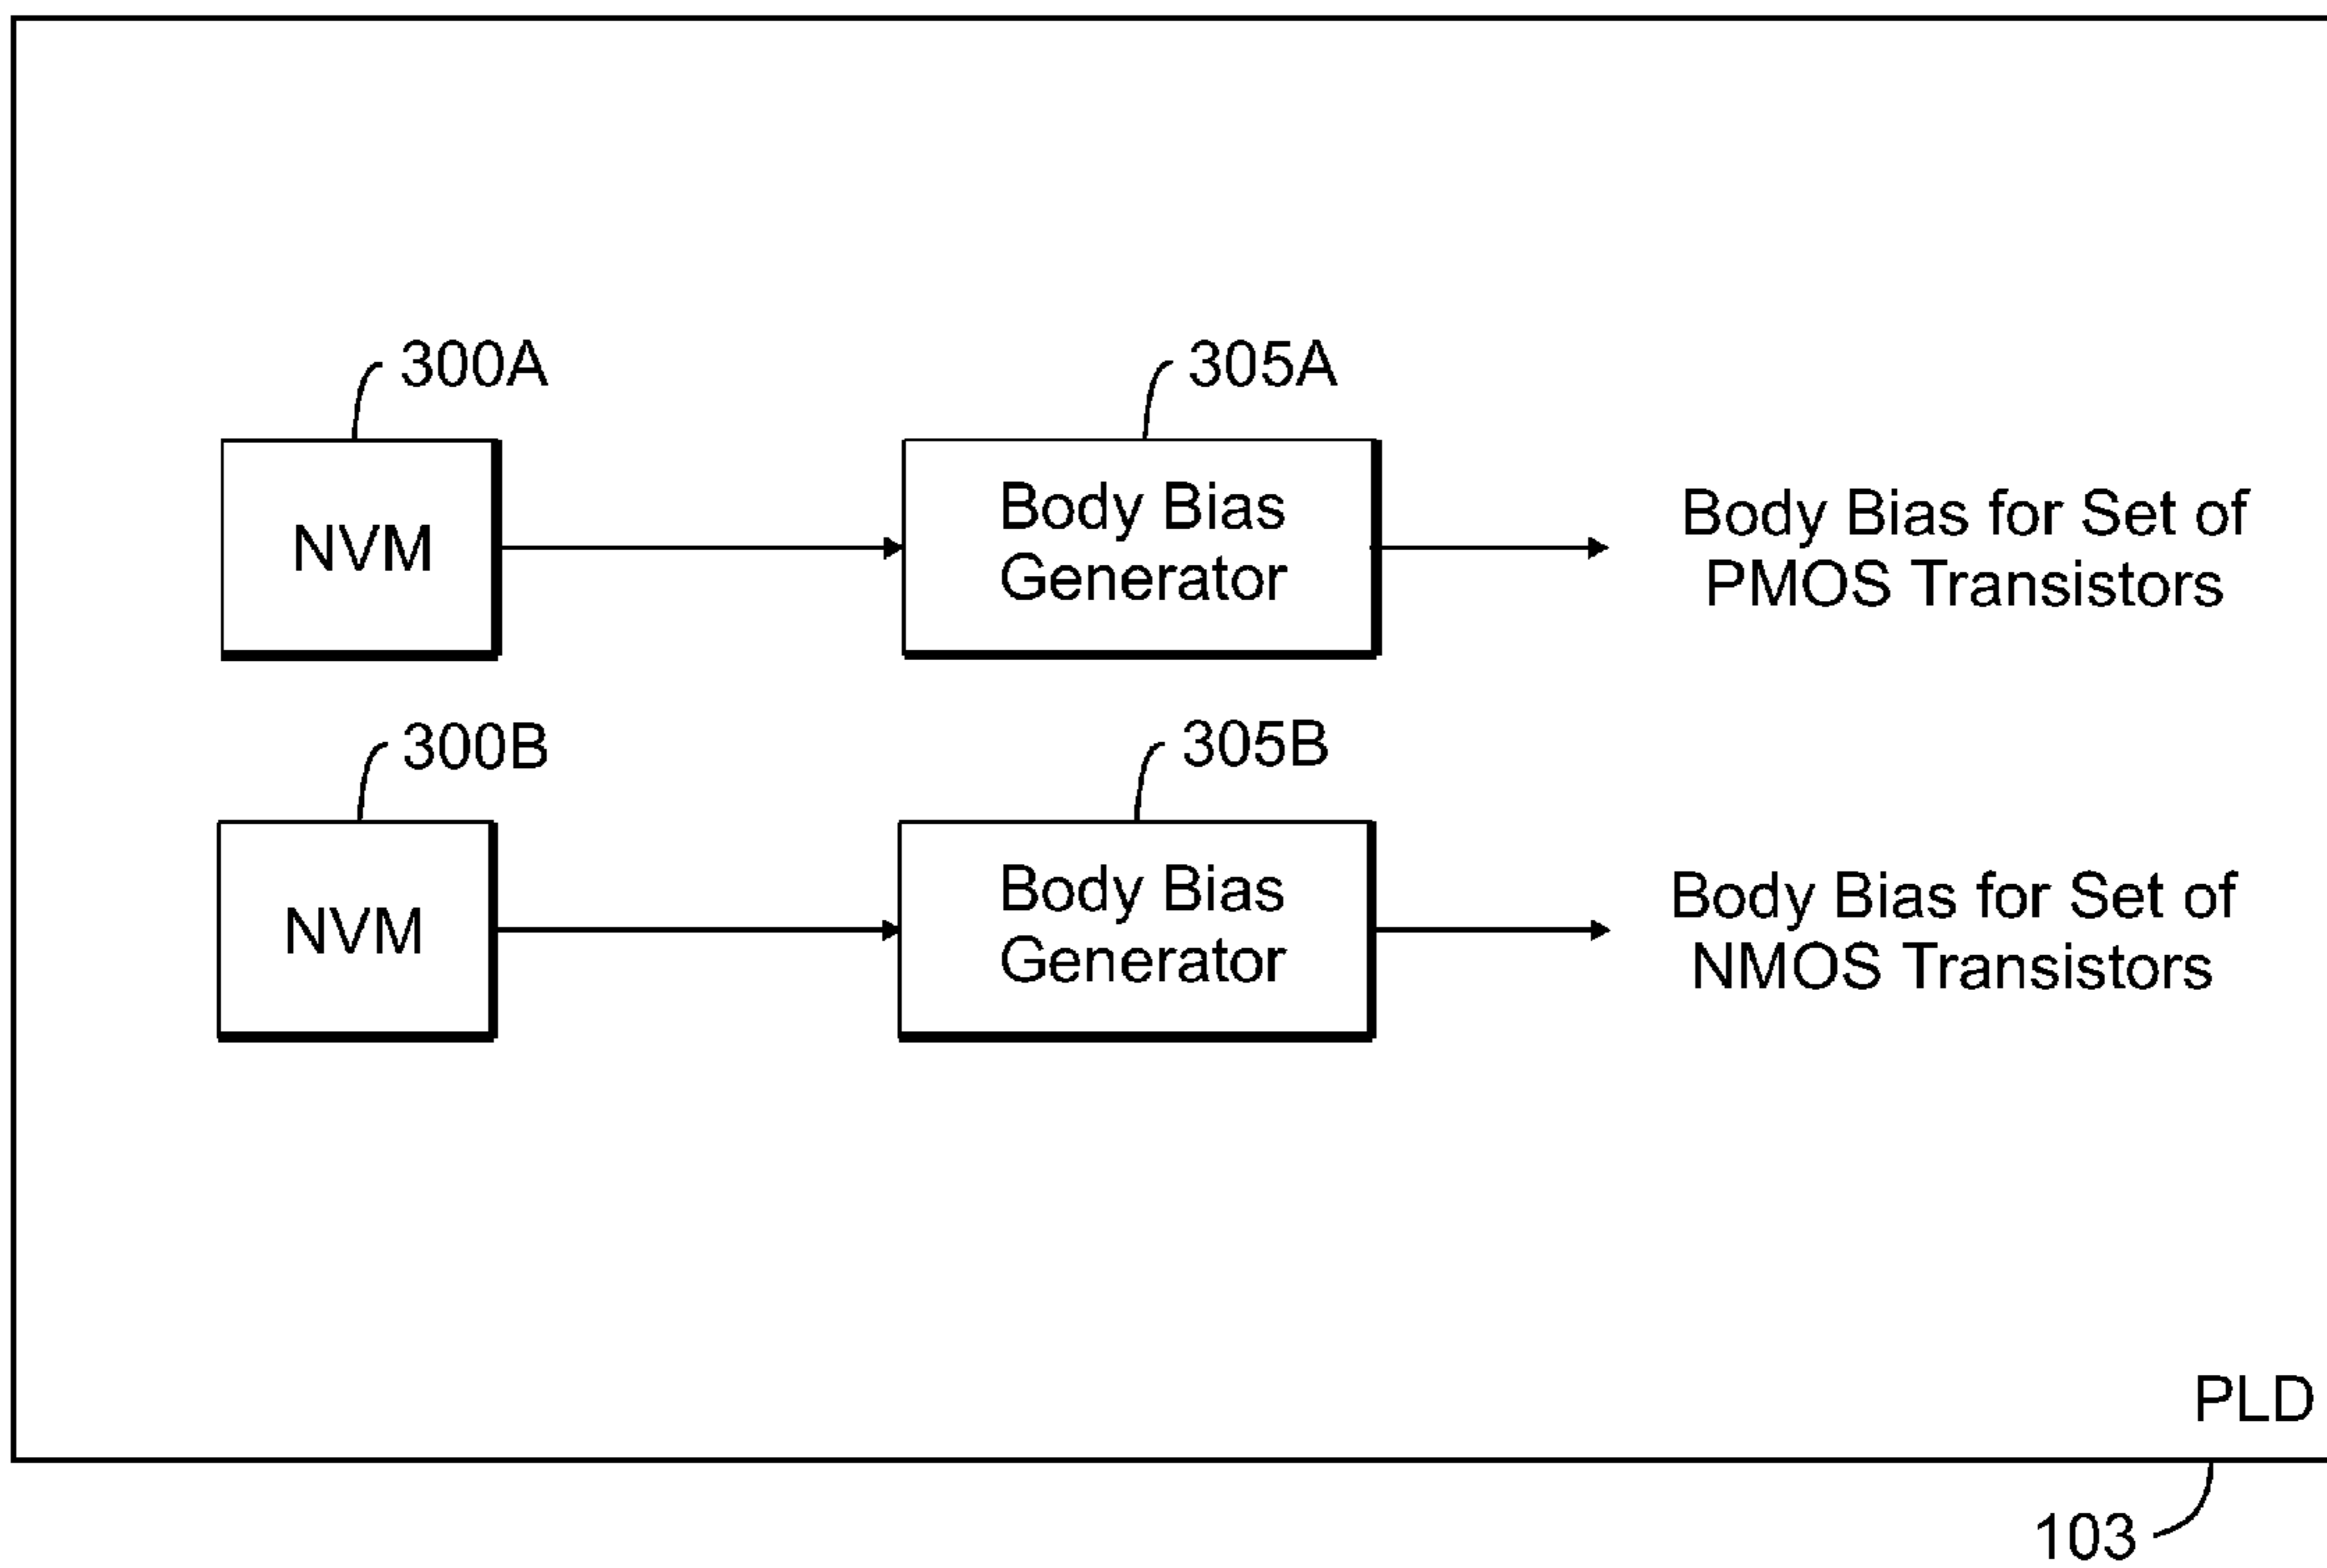 300A
305A
NVM
Body Bias
Generator
Body Bias for Set of
PMOS Transistors
300B
305B
NVM
Body Bias
Generator
Body Bias for Set of
NMOS Transistors
PLD
103